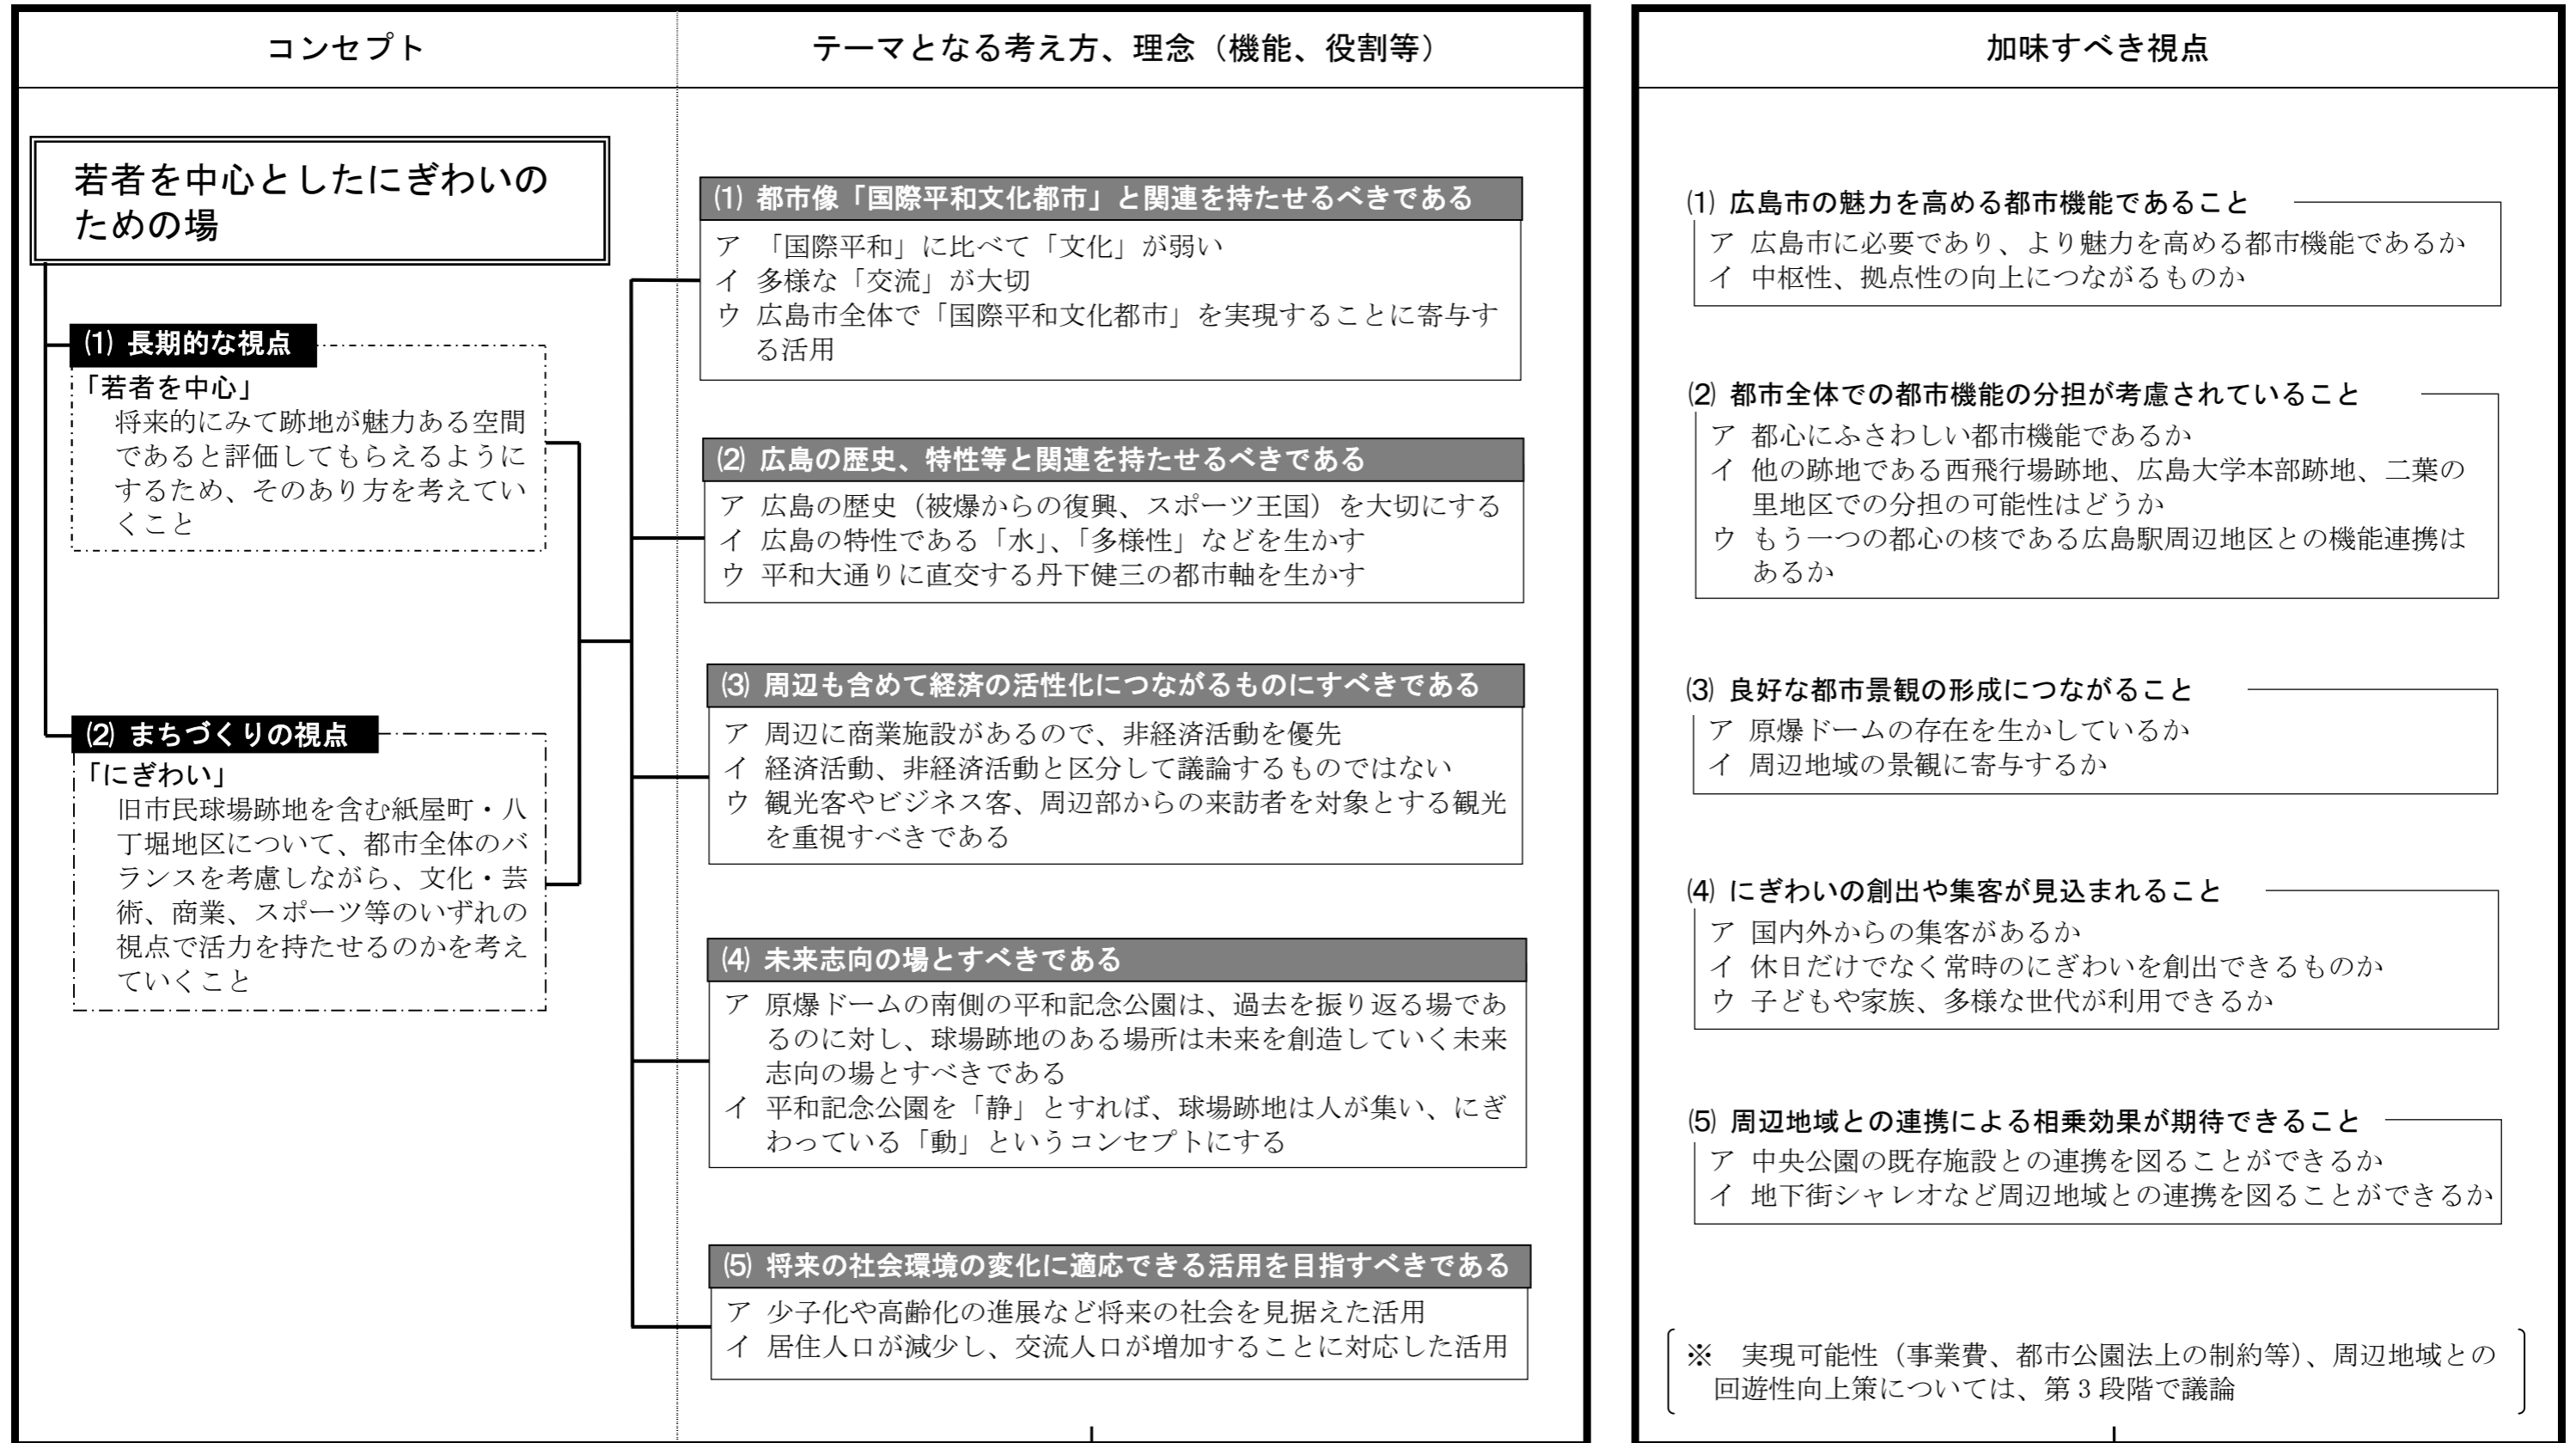 コンセプト
テーマとなる考え方、理念（機能、役割等）
若者を中心としたにぎわいの
ための場
⑴ 長期的な視点
「若者を中心」
将来的にみて跡地が魅力ある空間
であると評価してもらえるように
するため、そのあり方を考えてい
くこと
⑵ まちづくりの視点
「にぎわい」
旧市民球場跡地を含む紙屋町・八
丁堀地区について、都市全体のバ
ランスを考慮しながら、文化・芸
術、商業、スポーツ等のいずれの
視点で活力を持たせるのかを考え
ていくこと
⑴ 都市像「国際平和文化都市」と関連を持たせるべきである
ア 「国際平和」に比べて「文化」が弱い
イ 多様な「交流」が大切
ウ 広島市全体で「国際平和文化都市」を実現することに寄与す
る活用
⑵ 広島の歴史、特性等と関連を持たせるべきである
ア 広島の歴史（被爆からの復興、スポーツ王国）を大切にする
イ 広島の特性である「水」、「多様性」などを生かす
ウ 平和大通りに直交する丹下健三の都市軸を生かす
⑶ 周辺も含めて経済の活性化につながるものにすべきである
ア 周辺に商業施設があるので、非経済活動を優先
イ 経済活動、非経済活動と区分して議論するものではない
ウ 観光客やビジネス客、周辺部からの来訪者を対象とする観光
を重視すべきである
⑷ 未来志向の場とすべきである
ア 原爆ドームの南側の平和記念公園は、過去を振り返る場であ
るのに対し、球場跡地のある場所は未来を創造していく未来
志向の場とすべきである
イ 平和記念公園を「静」とすれば、球場跡地は人が集い、にぎ
わっている「動」というコンセプトにする
⑸ 将来の社会環境の変化に適応できる活用を目指すべきである
ア 少子化や高齢化の進展など将来の社会を見据えた活用
イ 居住人口が減少し、交流人口が増加することに対応した活用
加味すべき視点
⑴ 広島市の魅力を高める都市機能であること
ア 広島市に必要であり、より魅力を高める都市機能であるか
イ 中枢性、拠点性の向上につながるものか
⑵ 都市全体での都市機能の分担が考慮されていること
ア 都心にふさわしい都市機能であるか
イ 他の跡地である西飛行場跡地、広島大学本部跡地、二葉の
里地区での分担の可能性はどうか
ウ もう一つの都心の核である広島駅周辺地区との機能連携は
あるか
⑶ 良好な都市景観の形成につながること
ア 原爆ドームの存在を生かしているか
イ 周辺地域の景観に寄与するか
⑷ にぎわいの創出や集客が見込まれること
ア 国内外からの集客があるか
イ 休日だけでなく常時のにぎわいを創出できるものか
ウ 子どもや家族、多様な世代が利用できるか
⑸ 周辺地域との連携による相乗効果が期待できること
ア 中央公園の既存施設との連携を図ることができるか
イ 地下街シャレオなど周辺地域との連携を図ることができるか
※ 実現可能性（事業費、都市公園法上の制約等）、周辺地域との
回遊性向上策については、第３段階で議論